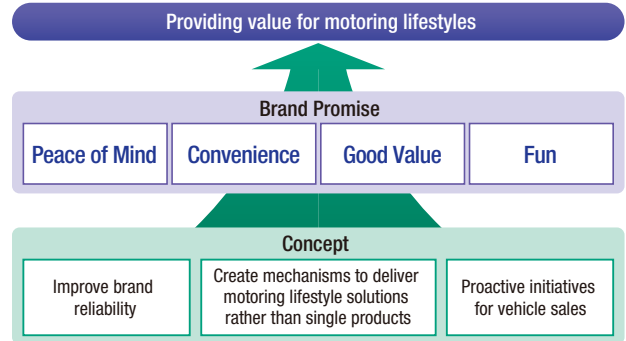 Providing value for motoring lifestyles
Brand Promise
Peace of Mind
Convenience
Good Value
Fun
Concept
Improve brand
reliability
Create mechanisms to deliver
motoring lifestyle solutions
rather than single products
Proactive initiatives
for vehicle sales